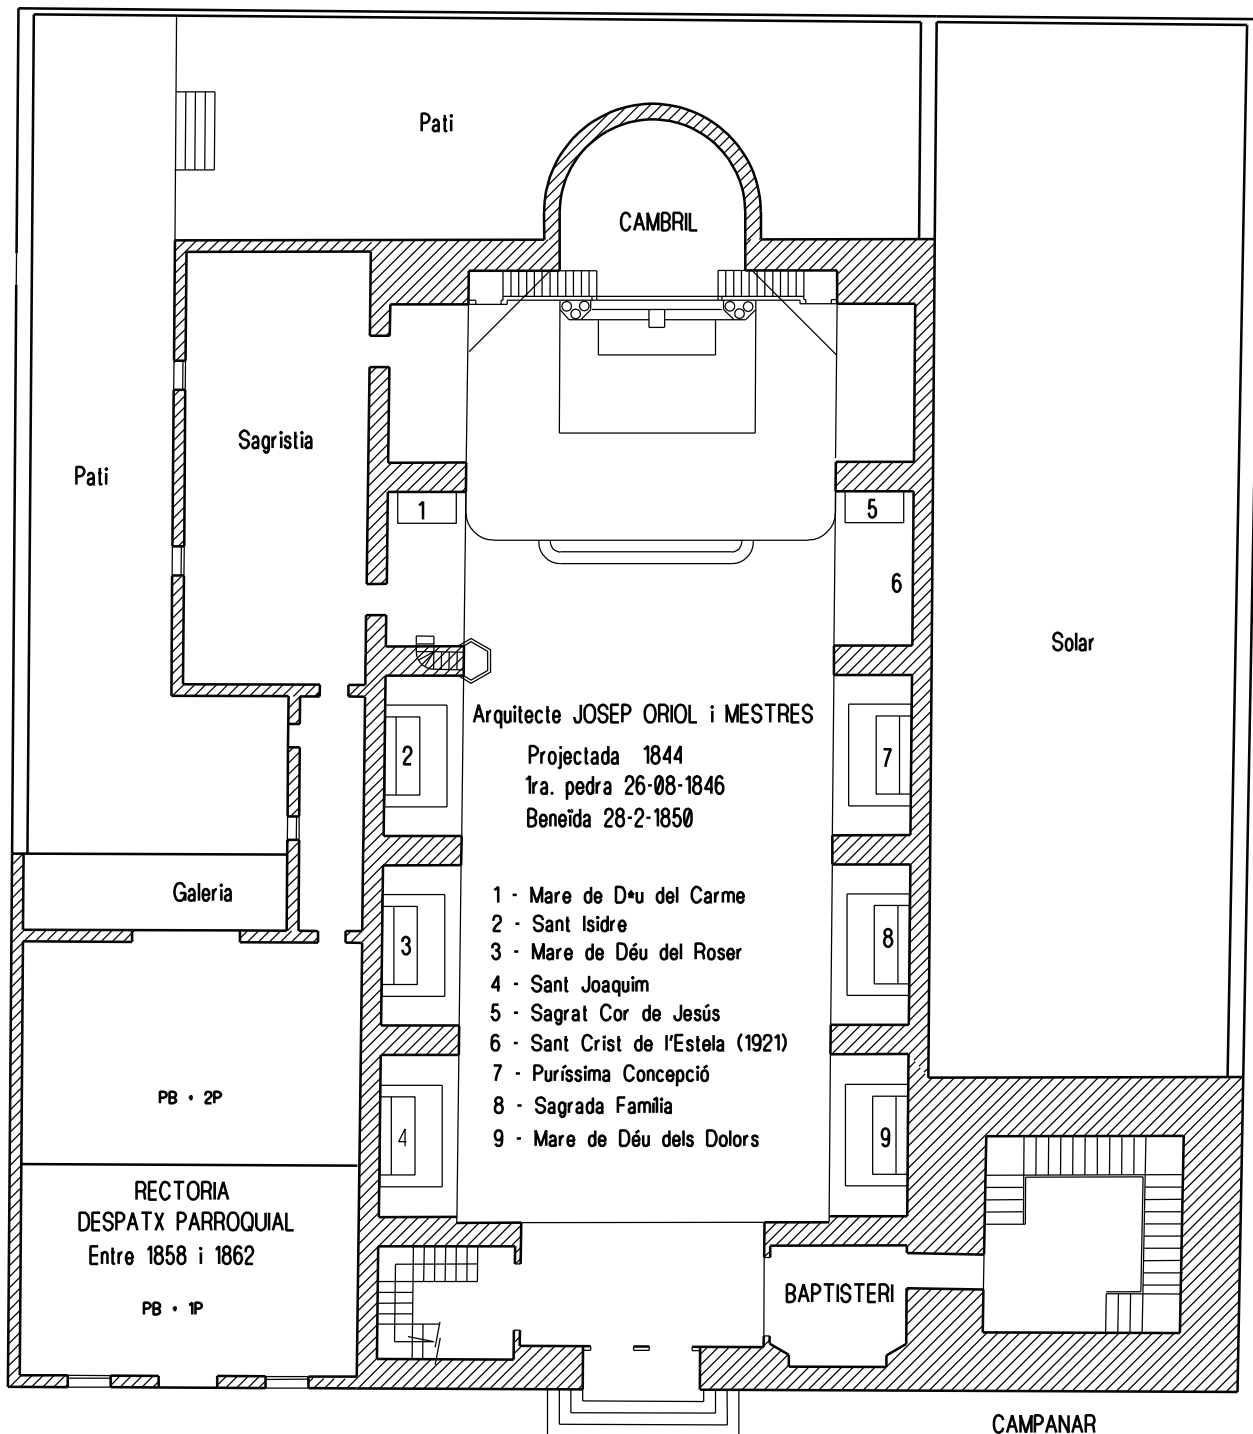 Pati
CAMBRIL
Sagristia
Pati
1
5
6
Solar
Arquitecte JOSEP ORIOL i MESTRES
Projectada 1844
1ra. pedra 26-08-1846
Beneïda 28-2-1850
2
7
Galeria
1 - Mare de D*u del Carme
2 - Sant Isidre
3 - Mare de Déu del Roser
4 - Sant Joaquim
5 - Sagrat Cor de Jesús
6 - Sant Crist de l'Estela (1921)
7 - Puríssima Concepció
8 - Sagrada Família
9 - Mare de Déu dels Dolors
3
8
PB + 2P
4
9
RECTORIA
DESPATX PARROQUIAL
Entre 1858 i 1862
PB + 1P
BAPTISTERI
CAMPANAR